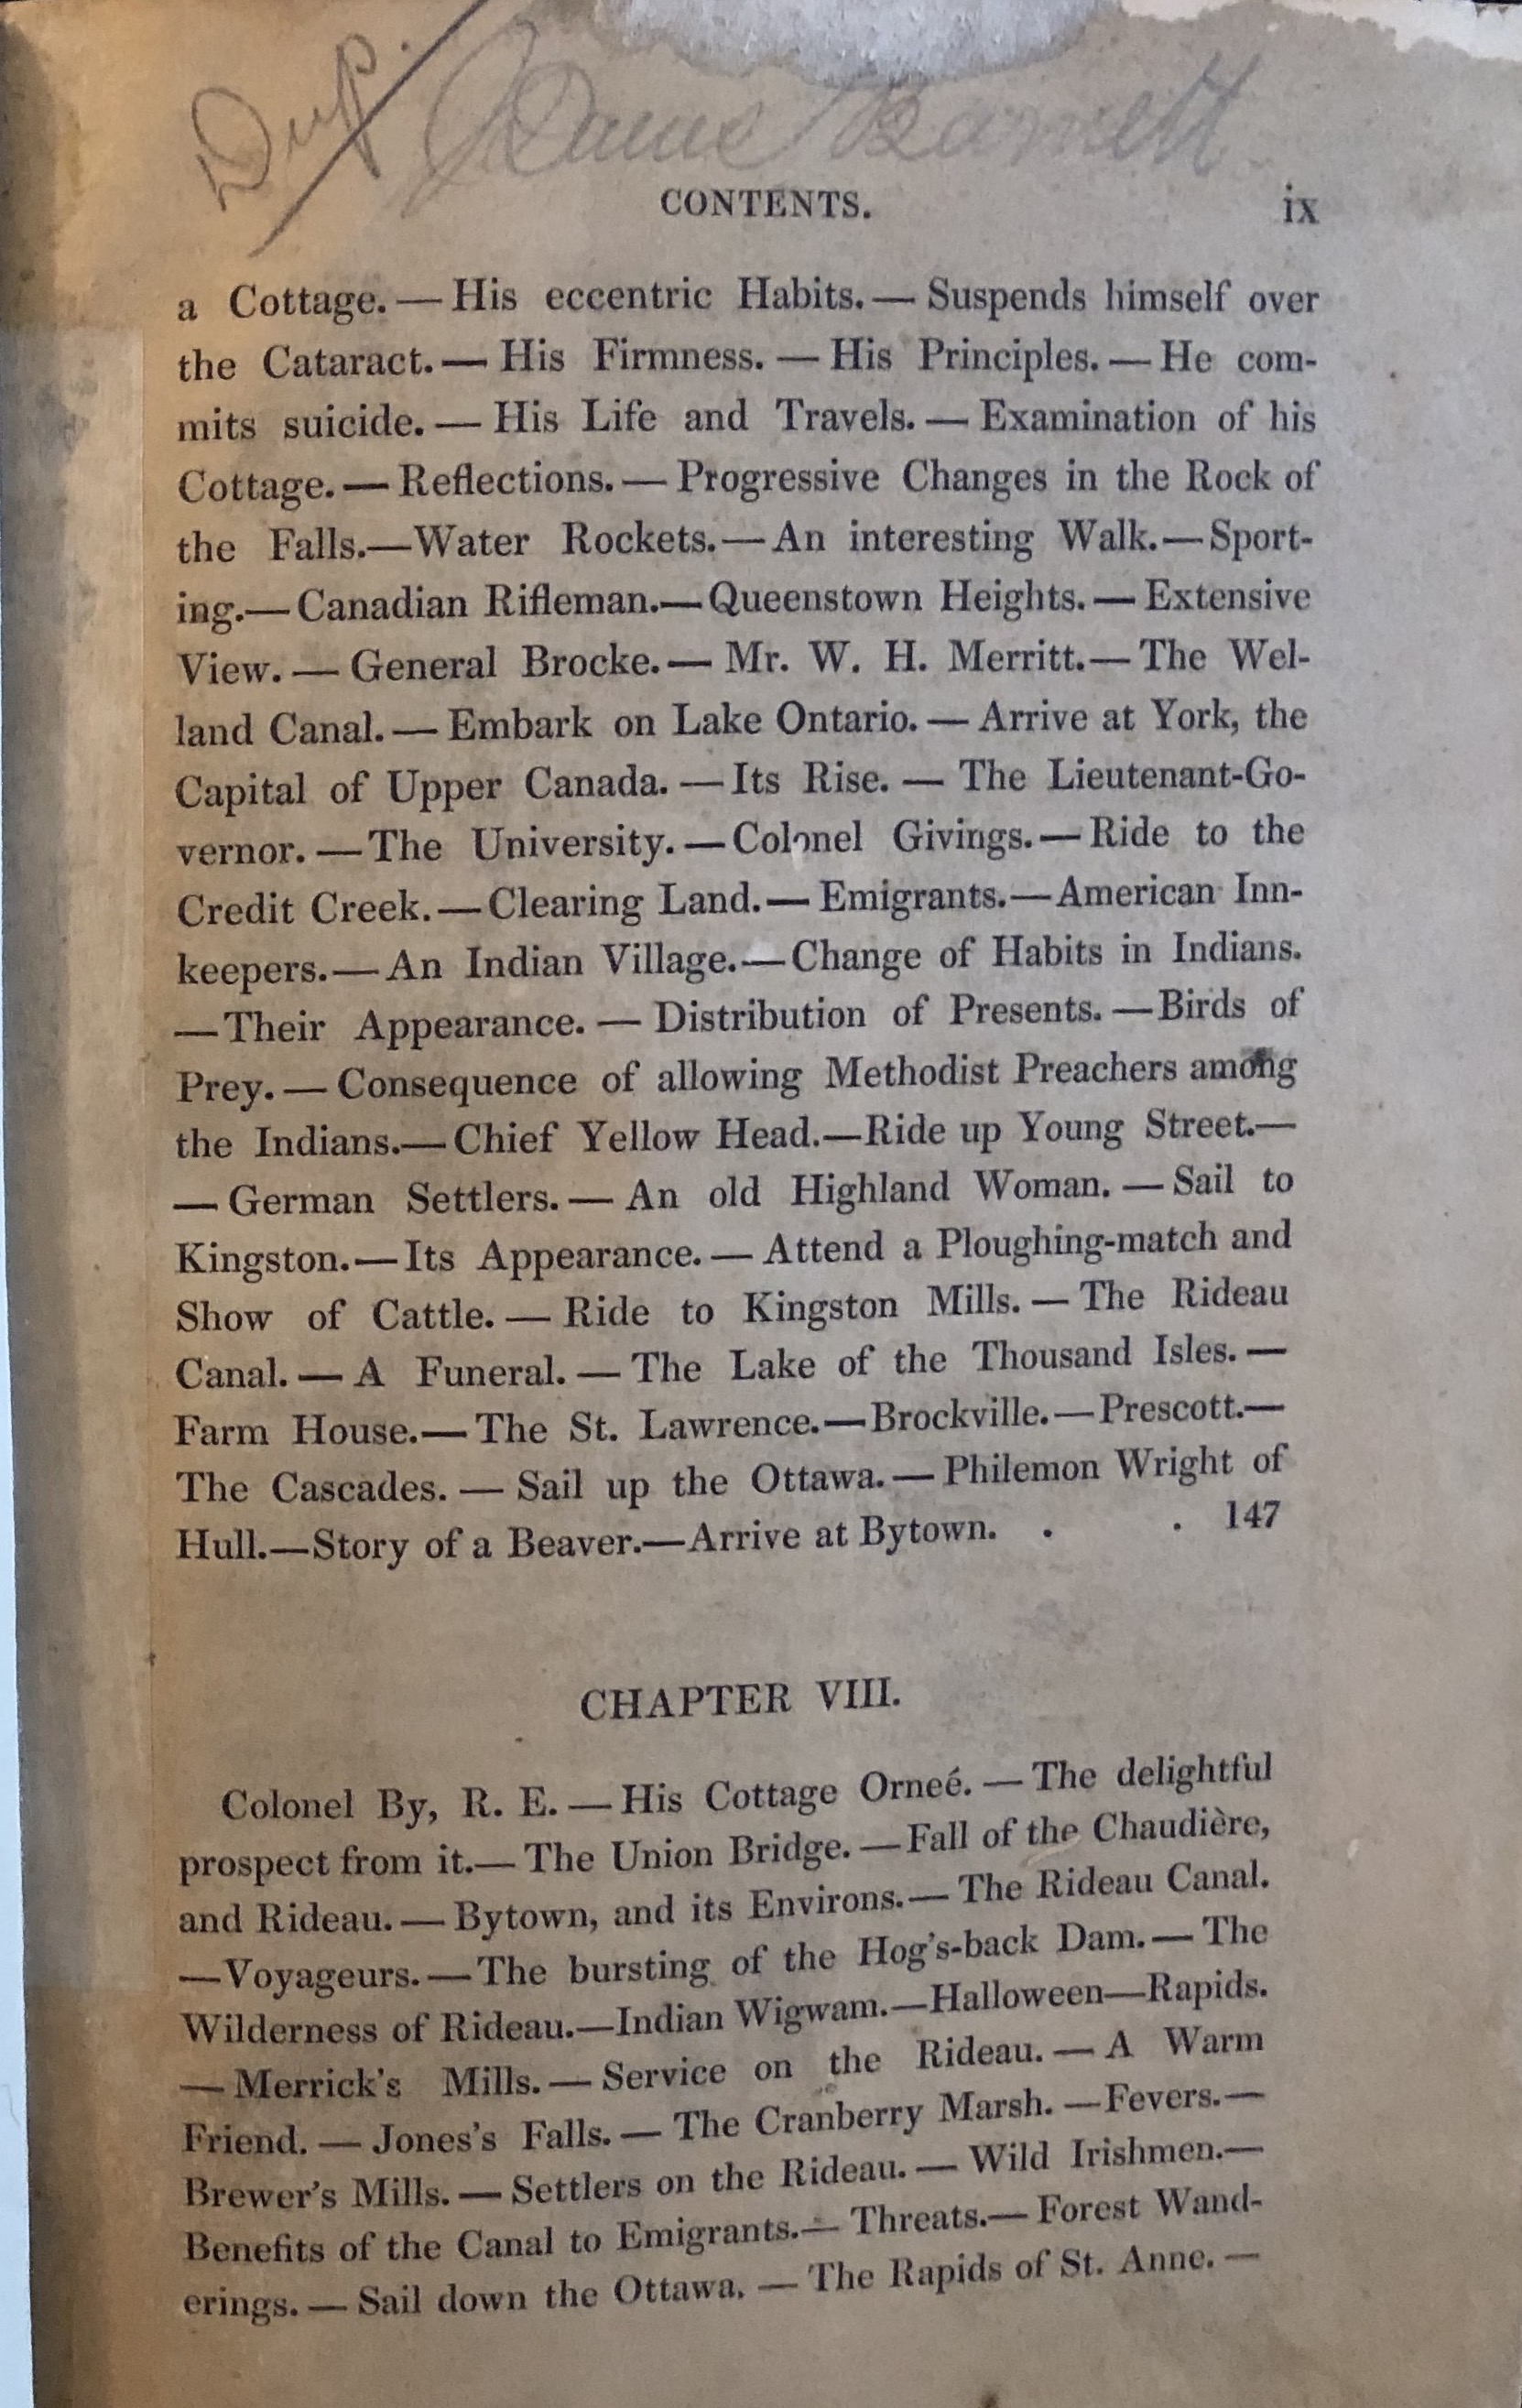 Dup.
Barnett
CONTENTS. ix
a Cottage. — His eccentric Habits. — Suspends himself over
the Cataract. — His Firmness. — His Principles. — He com-
mits suicide. — His Life and Travels. — Examination of his
Cottage. — Reflections. — Progressive Changes in the Rock of
the Falls.—Water Rockets.—An interesting Walk.—Sport-
ing.—Canadian Rifleman.—Queenstown Heights.—Extensive
View. — General Brocke. — Mr. W. H. Merritt.— The Wel-
land Canal. — Embark on Lake Ontario. — Arrive at York, the
Capital of Upper Canada. — Its Rise. — The Lieutenant-Go-
vernor. — The University. — Colonel Givings. — Ride to the
Credit Creek.—Clearing Land.— Emigrants.—American Inn-
keepers.—An Indian Village.—Change of Habits in Indians.
—Their Appearance. — Distribution of Presents. —Birds of
Prey. — Consequence of allowing Methodist Preachers among
the Indians.—Chief Yellow Head.—Ride up Young Street.—
— German Settlers. — An old Highland Woman. — Sail to
Kingston.—Its Appearance. — Attend a Ploughing-match and
Show of Cattle. — Ride to Kingston Mills. — The Rideau
Canal. — A Funeral. — The Lake of the Thousand Isles. —
Farm House.— The St. Lawrence.—Brockville.—Prescott.—
The Cascades. — Sail up the Ottawa. — Philemon Wright of
Hull.—Story of a Beaver.—Arrive at Bytown. . . 147
CHAPTER VIII.
Colonel By, R. E. — His Cottage Orneé. — The delightful
prospect from it.— The Union Bridge. — Fall of the Chaudière,
and Rideau. — Bytown, and its Environs.— The Rideau Canal.
—Voyageurs. — The bursting of the Hog's-back Dam. — The
Wilderness of Rideau.—Indian Wigwam.—Halloween—Rapids.
— Merrick's Mills. — Service on the Rideau. — A Warm
Friend. — Jones's Falls. — The Cranberry Marsh. —Fevers.—
Brewer's Mills. — Settlers on the Rideau. — Wild Irishmen.—
Benefits of the Canal to Emigrants.— Threats.— Forest Wand-
erings. — Sail down the Ottawa. — The Rapids of St. Anne. —